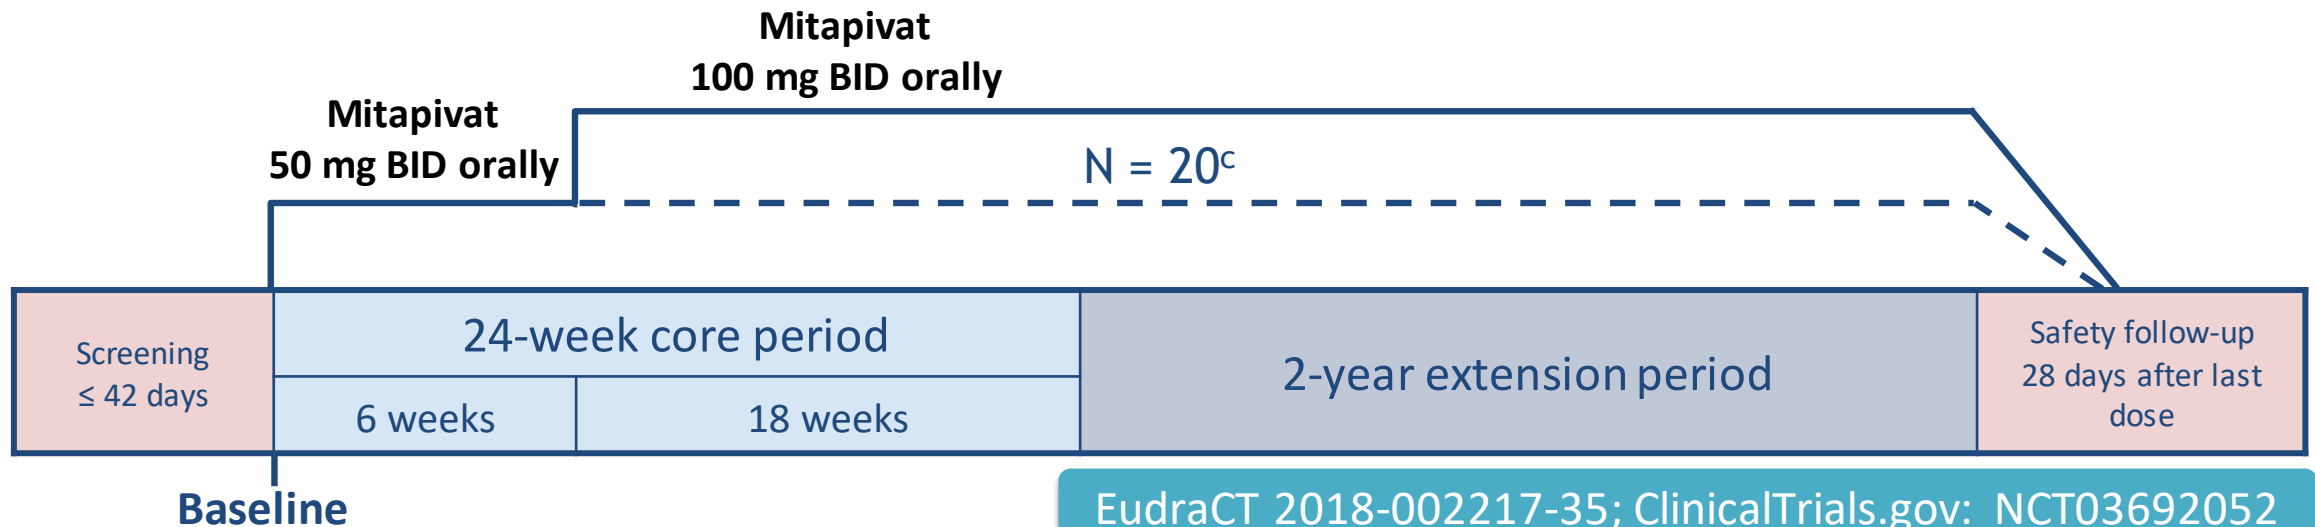 Mitapivat
100 mg BID orally
Mitapivat
50 mg BID orally
N = 20ᶜ
Screening
≤ 42 days
24-week core period
6 weeks
18 weeks
2-year extension period
Safety follow-up
28 days after last
dose
Baseline
EudraCT 2018-002217-35; ClinicalTrials.gov: NCT03692052